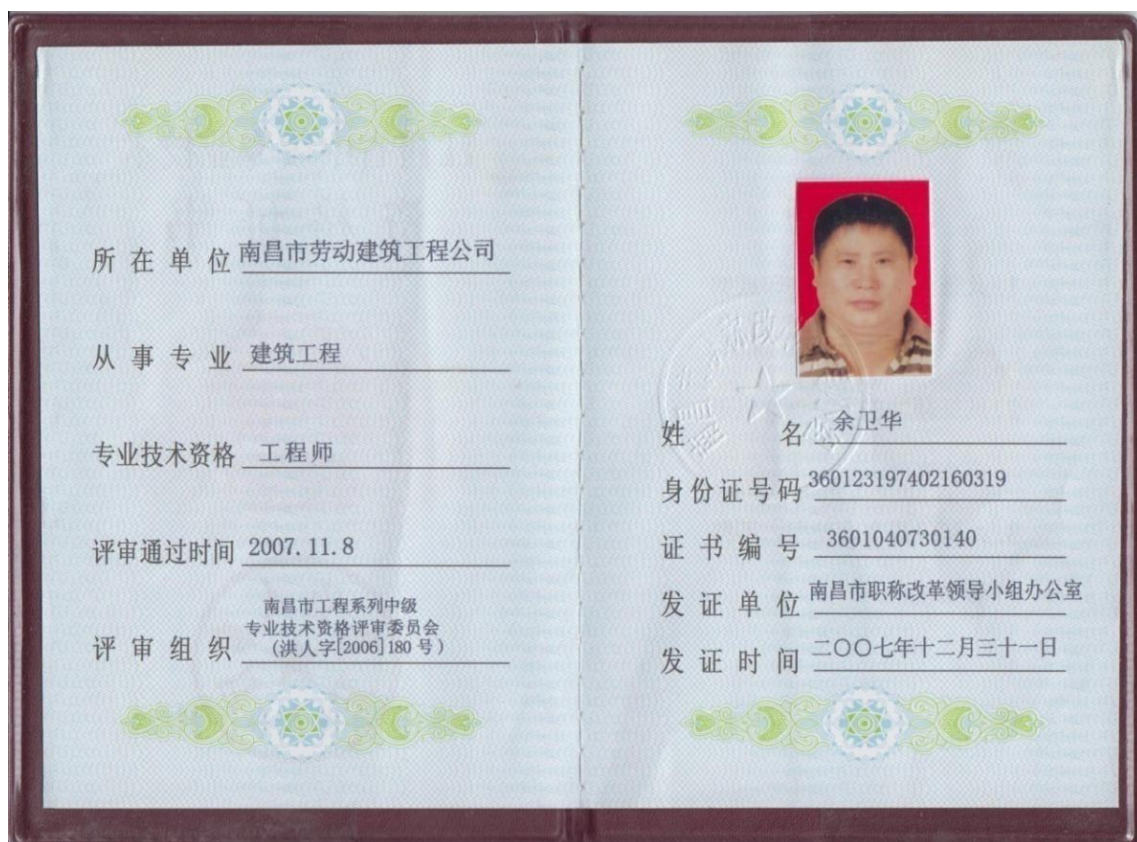 所在单位 南昌市劳动建筑工程公司
从事专业 建筑工程
专业技术资格 工程师
评审通过时间 2007.11.8
评审组织 南昌市工程系列中级
专业技术资格评审委员会
(洪人字[2006]180号)
姓名 余卫华
身份证号码 360123197402160319
证书编号 3601040730140
发证单位 南昌市职称改革领导小组办公室
发证时间 二〇〇七年十二月三十一日